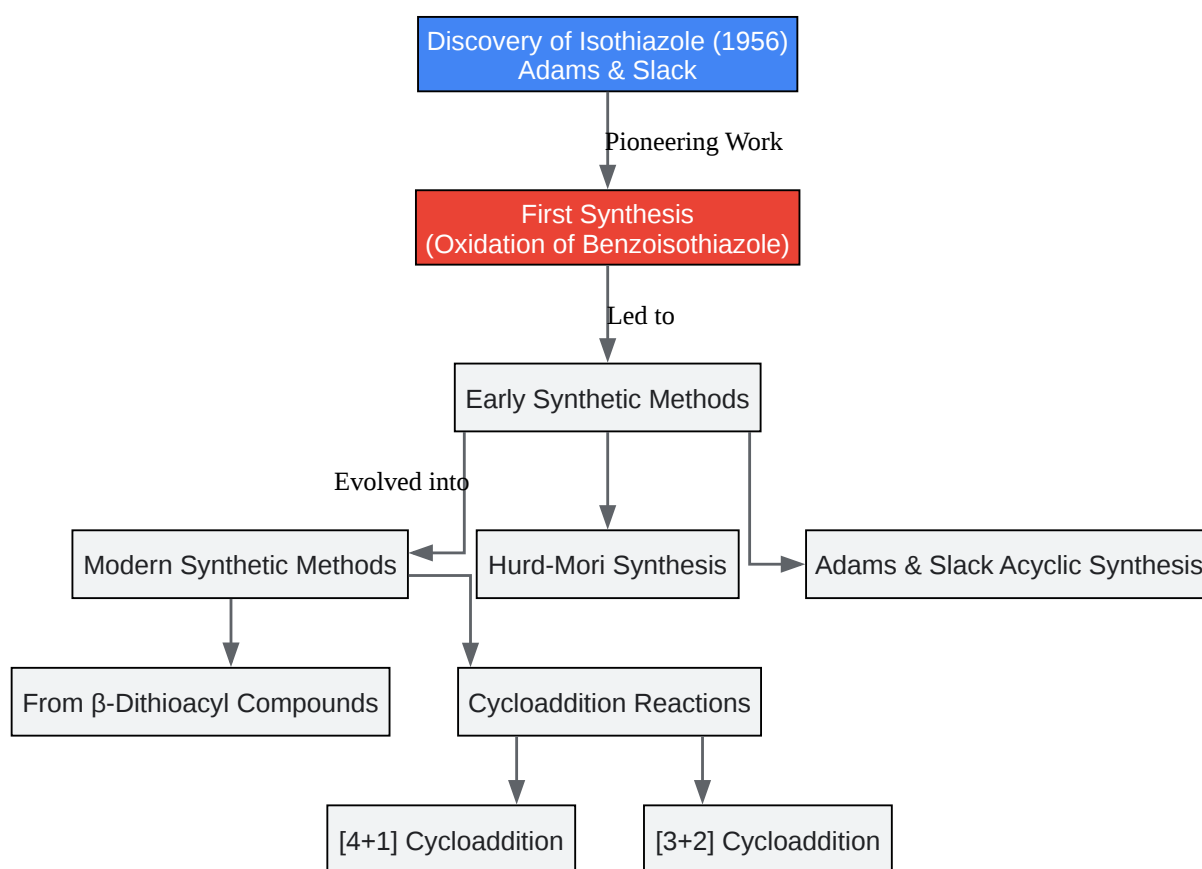 Discovery of Isothiazole (1956)
Adams & Slack
Pioneering Work
First Synthesis
(Oxidation of Benzoisothiazole)
Led to
Early Synthetic Methods
Evolved into
Modern Synthetic Methods
Hurd-Mori Synthesis
Adams & Slack Acyclic Synthesis
From β-Dithioacyl Compounds
Cycloaddition Reactions
[4+1] Cycloaddition
[3+2] Cycloaddition